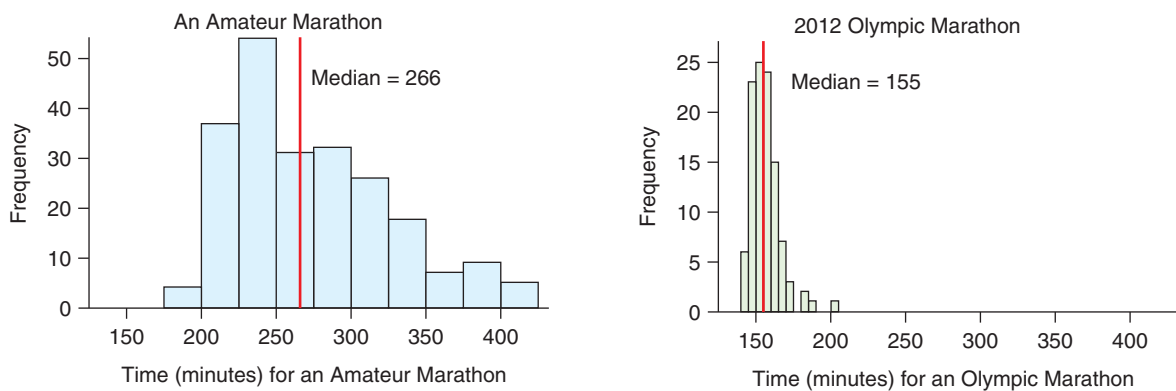 An Amateur Marathon
Median = 266
Frequency
50
40
30
20
10
0
150 200 250 300 350 400
Time (minutes) for an Amateur Marathon
2012 Olympic Marathon
Median = 155
Frequency
25
20
15
10
5
0
150 200 250 300 350 400
Time (minutes) for an Olympic Marathon